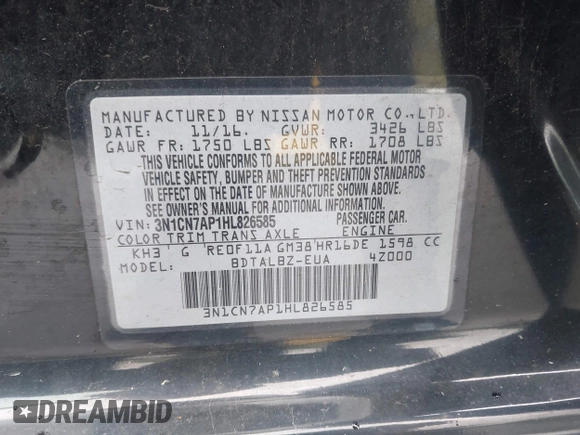 MANUFACTURED BY NISSAN MOTOR CO.,LTD.
DATE: 11/16. GVWR: 3426 LBS
GAWR FR: 1750 LBS GAWR RR: 1708 LBS
THIS VEHICLE CONFORMS TO ALL APPLICABLE FEDERAL MOTOR
VEHICLE SAFETY, BUMPER AND THEFT PREVENTION STANDARDS
IN EFFECT ON THE DATE OF MANUFACTURE SHOWN ABOVE.
SEE OWNER'S MANUAL FOR ADDITIONAL INFORMATION.
VIN: 3N1CN7AP1HL826585 PASSENGER CAR.
COLOR TRIM TRANS AXLE ENGINE
KH3 G RE0F11A GM38 HR16DE 1598 CC
MODEL: BDTALBZ-EUA 4Z000
3N1CN7AP1HL826585
DREAMBID